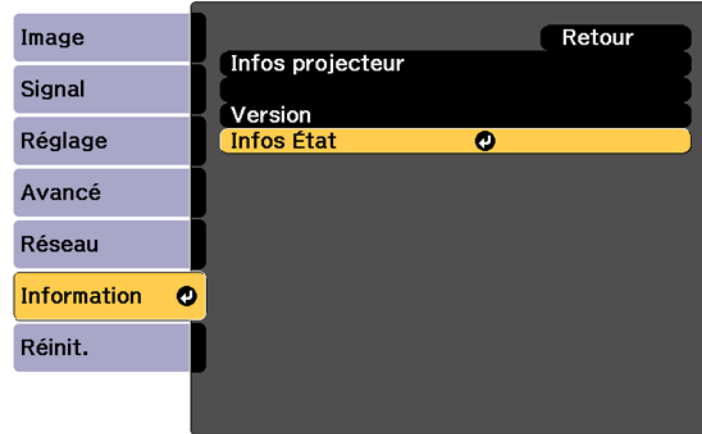 Image
Signal
Réglage
Avancé
Réseau
Information
Réinit.
Retour
Infos projecteur
Version
Infos État